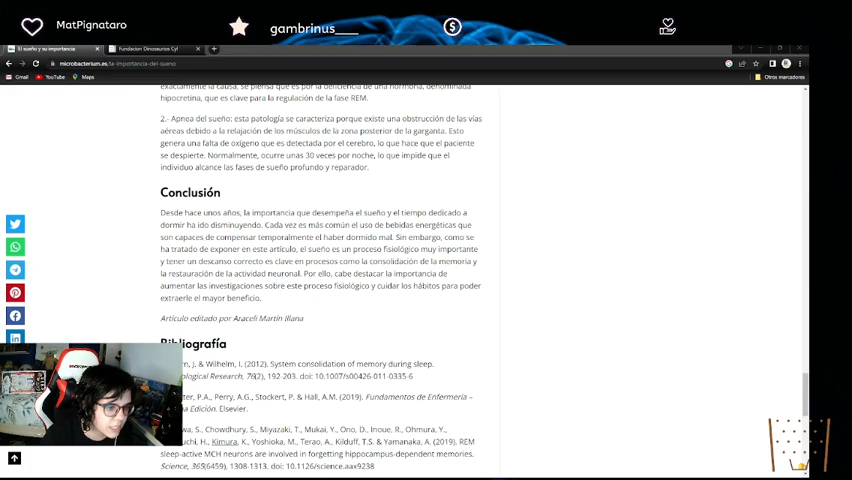 MatPignataro gambrinus____
El sueño y su importancia Fundacion Dinosaurios Cyl
microbacterium.es/la-importancia-del-sueno
Gmail YouTube Maps Otros marcadores
exactamente la causa, se piensa que es por la deficiencia de una hormona, denominada
hipocretina, que es clave para la regulación de la fase REM.
2.- Apnea del sueño: esta patología se caracteriza porque existe una obstrucción de las vías
aéreas debido a la relajación de los músculos de la zona posterior de la garganta. Esto
genera una falta de oxígeno que es detectada por el cerebro, lo que hace que el paciente
se despierte. Normalmente, ocurre unas 30 veces por noche, lo que impide que el
individuo alcance las fases de sueño profundo y reparador.
Conclusión
Desde hace unos años, la importancia que desempeña el sueño y el tiempo dedicado a
dormir ha ido disminuyendo. Cada vez es más común el uso de bebidas energéticas que
son capaces de compensar temporalmente el haber dormido mal. Sin embargo, como se
ha tratado de exponer en este artículo, el sueño es un proceso fisiológico muy importante
y tener un descanso correcto es clave en procesos como la consolidación de la memoria y
la restauración de la actividad neuronal. Por ello, cabe destacar la importancia de
aumentar las investigaciones sobre este proceso fisiológico y cuidar los hábitos para poder
extraerle el mayor beneficio.
Artículo editado por Araceli Martín Illana
Bibliografía
J. & Wilhelm, I. (2012). System consolidation of memory during sleep.
Research, 76(2), 192-203. doi: 10.1007/s00426-011-0335-6
P.A., Perry, A.G., Stockert, P. & Hall, A.M. (2019). Fundamentos de Enfermería –
Edición. Elsevier.
S., Chowdhury, S., Miyazaki, T., Mukai, Y., Ono, D., Inoue, R., Ohmura, Y.,
H., Kimura, K., Yoshioka, M., Terao, A., Kilduff, T.S. & Yamanaka, A. (2019). REM
sleep-active MCH neurons are involved in forgetting hippocampus-dependent memories.
Science, 365(6459), 1308-1313. doi: 10.1126/science.aax9238